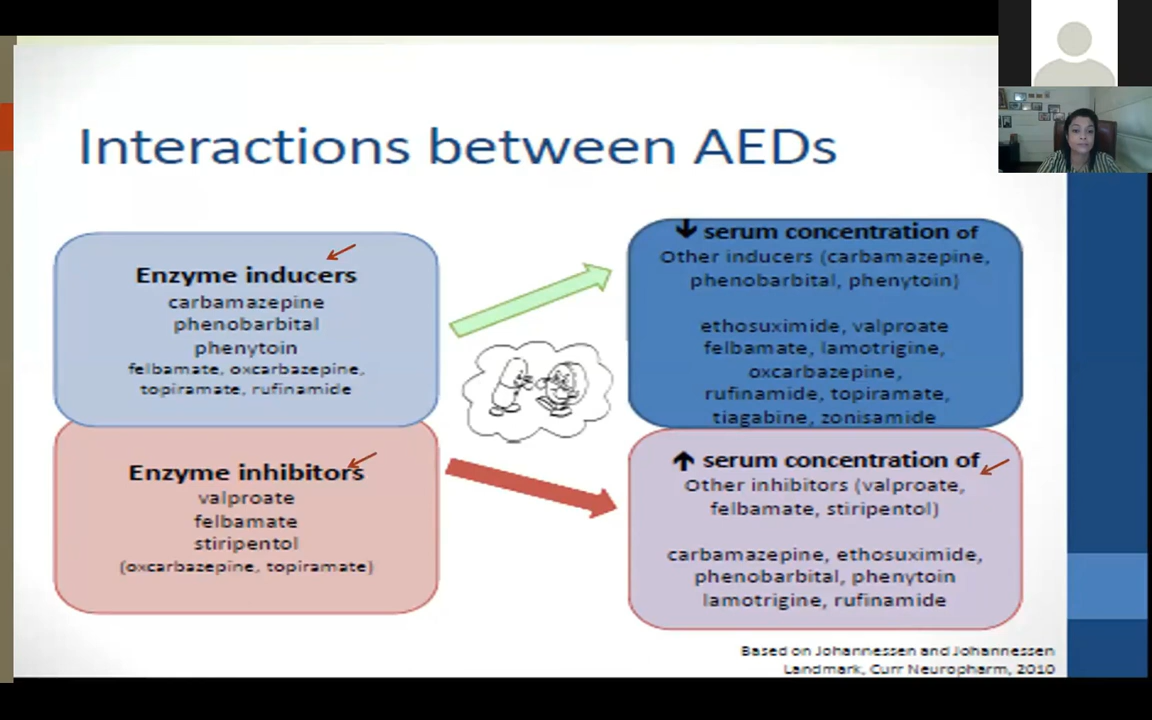 Interactions between AEDs
Enzyme inducers
carbamazepine
phenobarbital
phenytoin
felbamate, oxcarbazepine,
topiramate, rufinamide
Enzyme inhibitors
valproate
felbamate
stiripentol
(oxcarbazepine, topiramate)
↓ serum concentration of
Other inducers (carbamazepine,
phenobarbital, phenytoin)
ethosuximide, valproate
felbamate, lamotrigine,
oxcarbazepine,
rufinamide, topiramate,
tiagabine, zonisamide
↑ serum concentration of
Other inhibitors (valproate,
felbamate, stiripentol)
carbamazepine, ethosuximide,
phenobarbital, phenytoin
lamotrigine, rufinamide
Based on Johannessen and Johannessen
Landmark, Curr Neuropharm, 2010